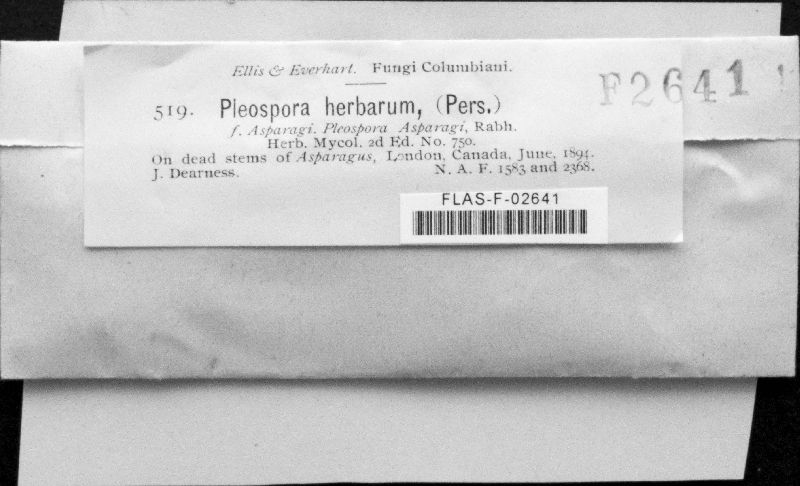 Ellis & Everhart. Fungi Columbiani.
F2641
519. Pleospora herbarum, (Pers.)
f. Asparagi. Pleospora Asparagi, Rabh.
Herb. Mycol. 2d Ed. No. 750.
On dead stems of Asparagus, London, Canada, June, 1894.
J. Dearness. N. A. F. 1583 and 2368.
FLAS-F-02641